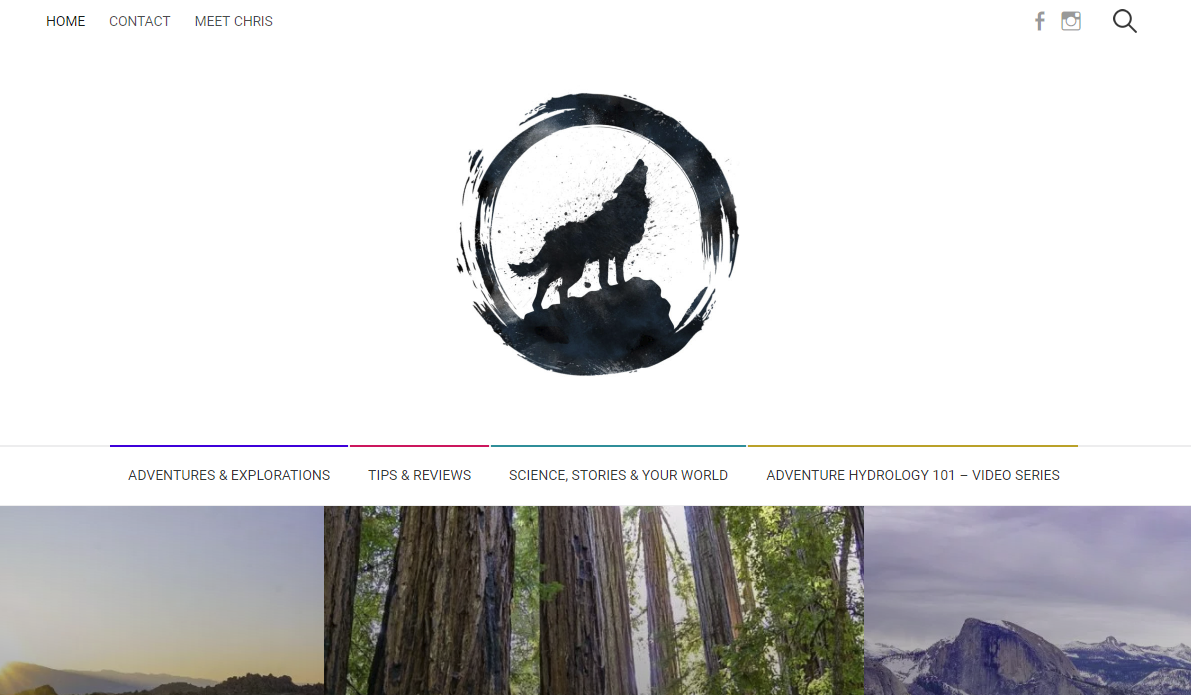 HOME CONTACT MEET CHRIS
ADVENTURES & EXPLORATIONS TIPS & REVIEWS SCIENCE, STORIES & YOUR WORLD ADVENTURE HYDROLOGY 101 – VIDEO SERIES